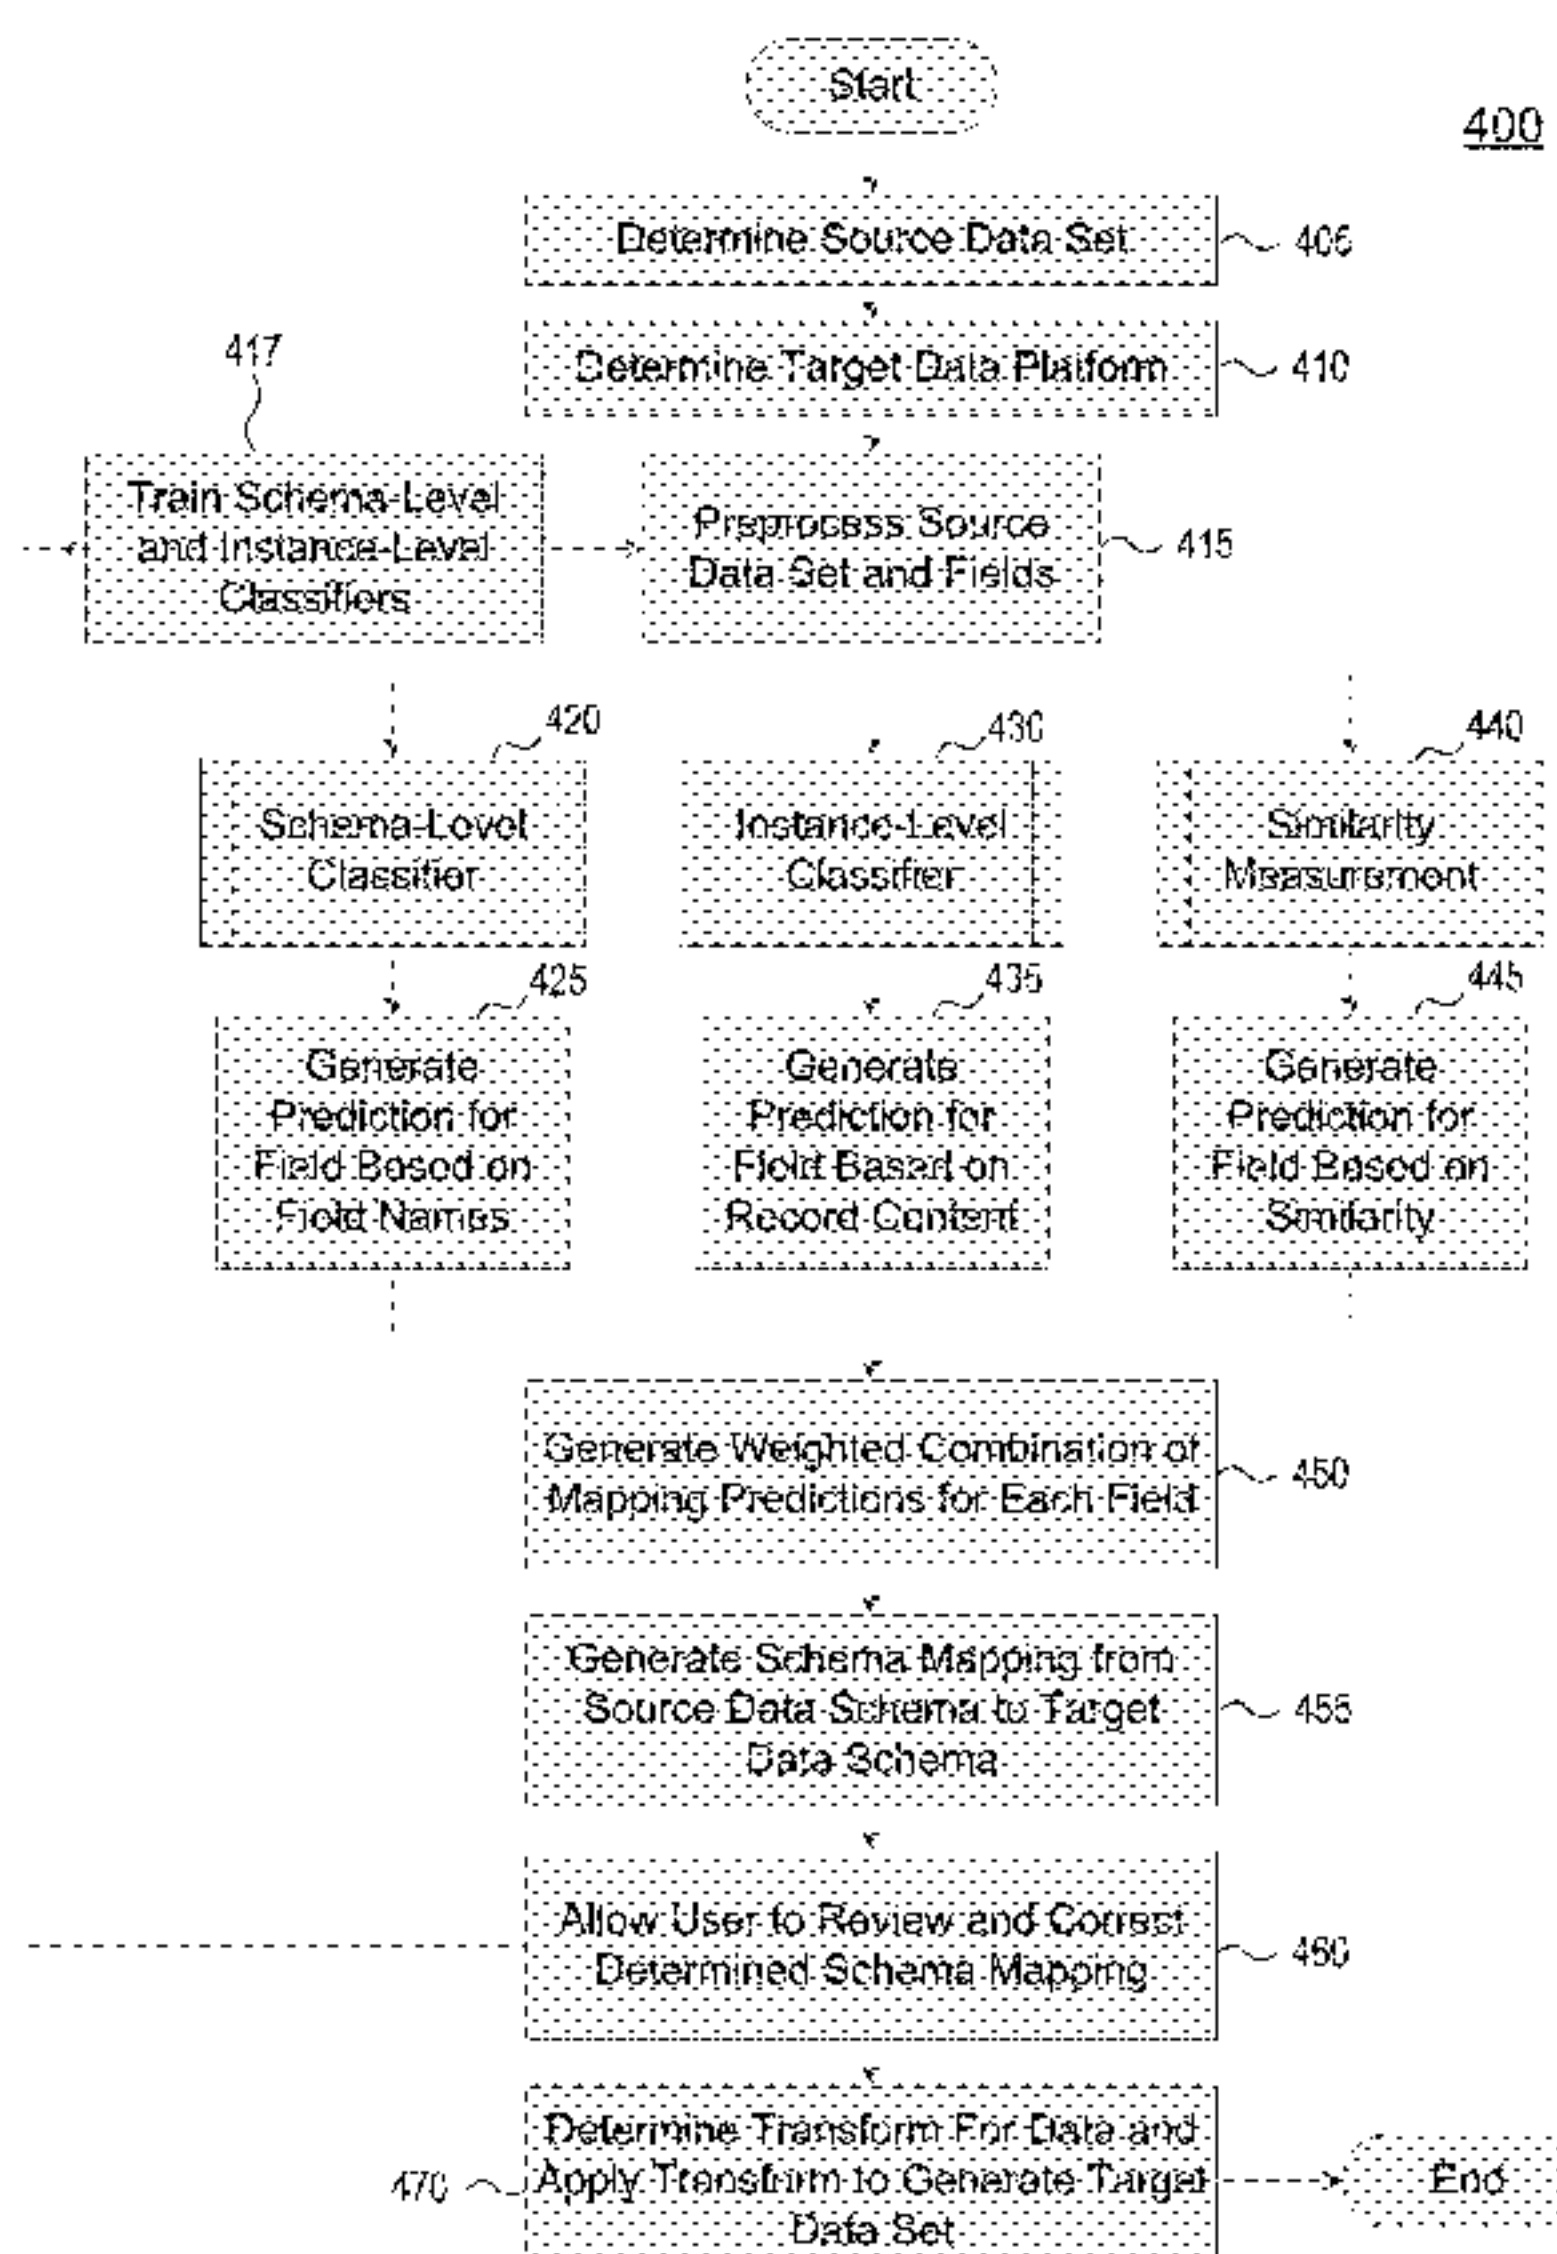 Start
400
Determine Source Data Set
405
Determine Target Data Platform
410
417
Train Schema-Level
and Instance-Level
Classifiers
Preprocess Source
Data Set and Fields
415
420
Schema-Level
Classifier
430
Instance-Level
Classifier
440
Similarity
Measurement
425
Generate
Prediction for
Field Based on
Field Names
435
Generate
Prediction for
Field Based on
Record Content
445
Generate
Prediction for
Field Based on
Similarity
Generate Weighted Combination of
Mapping Predictions for Each Field
450
Generate Schema Mapping from
Source Data Schema to Target
Data Schema
455
Allow User to Review and Correct
Determined Schema Mapping
460
470
Determine Transform For Data and
Apply Transfrm to Generate Target
Data Set
End